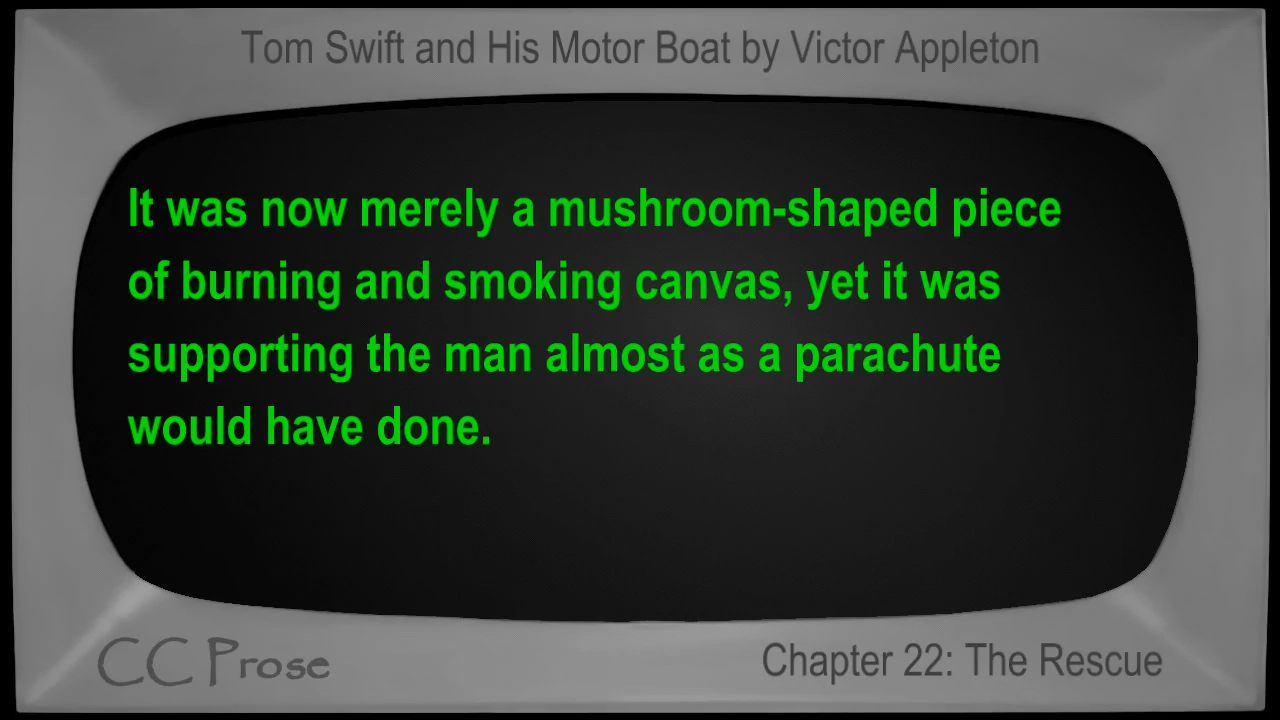 Tom Swift and His Motor Boat by Victor Appleton
It was now merely a mushroom-shaped piece
of burning and smoking canvas, yet it was
supporting the man almost as a parachute
would have done.
CC Prose
Chapter 22: The Rescue